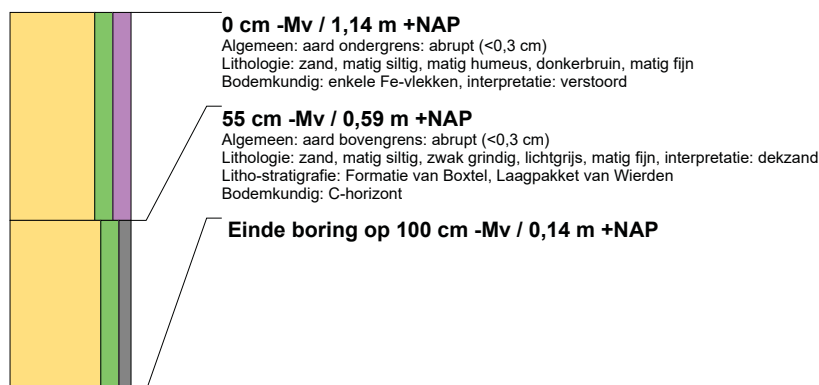 0 cm -Mv / 1,14 m +NAP
Algemeen: aard ondergrens: abrupt (<0,3 cm)
Lithologie: zand, matig siltig, matig humeus, donkerbruin, matig fijn
Bodemkundig: enkele Fe-vlekken, interpretatie: verstoord
55 cm -Mv / 0,59 m +NAP
Algemeen: aard bovengrens: abrupt (<0,3 cm)
Lithologie: zand, matig siltig, zwak grindig, lichtgrijs, matig fijn, interpretatie: dekzand
Litho-stratigrafie: Formatie van Boxtel, Laagpakket van Wierden
Bodemkundig: C-horizont
Einde boring op 100 cm -Mv / 0,14 m +NAP